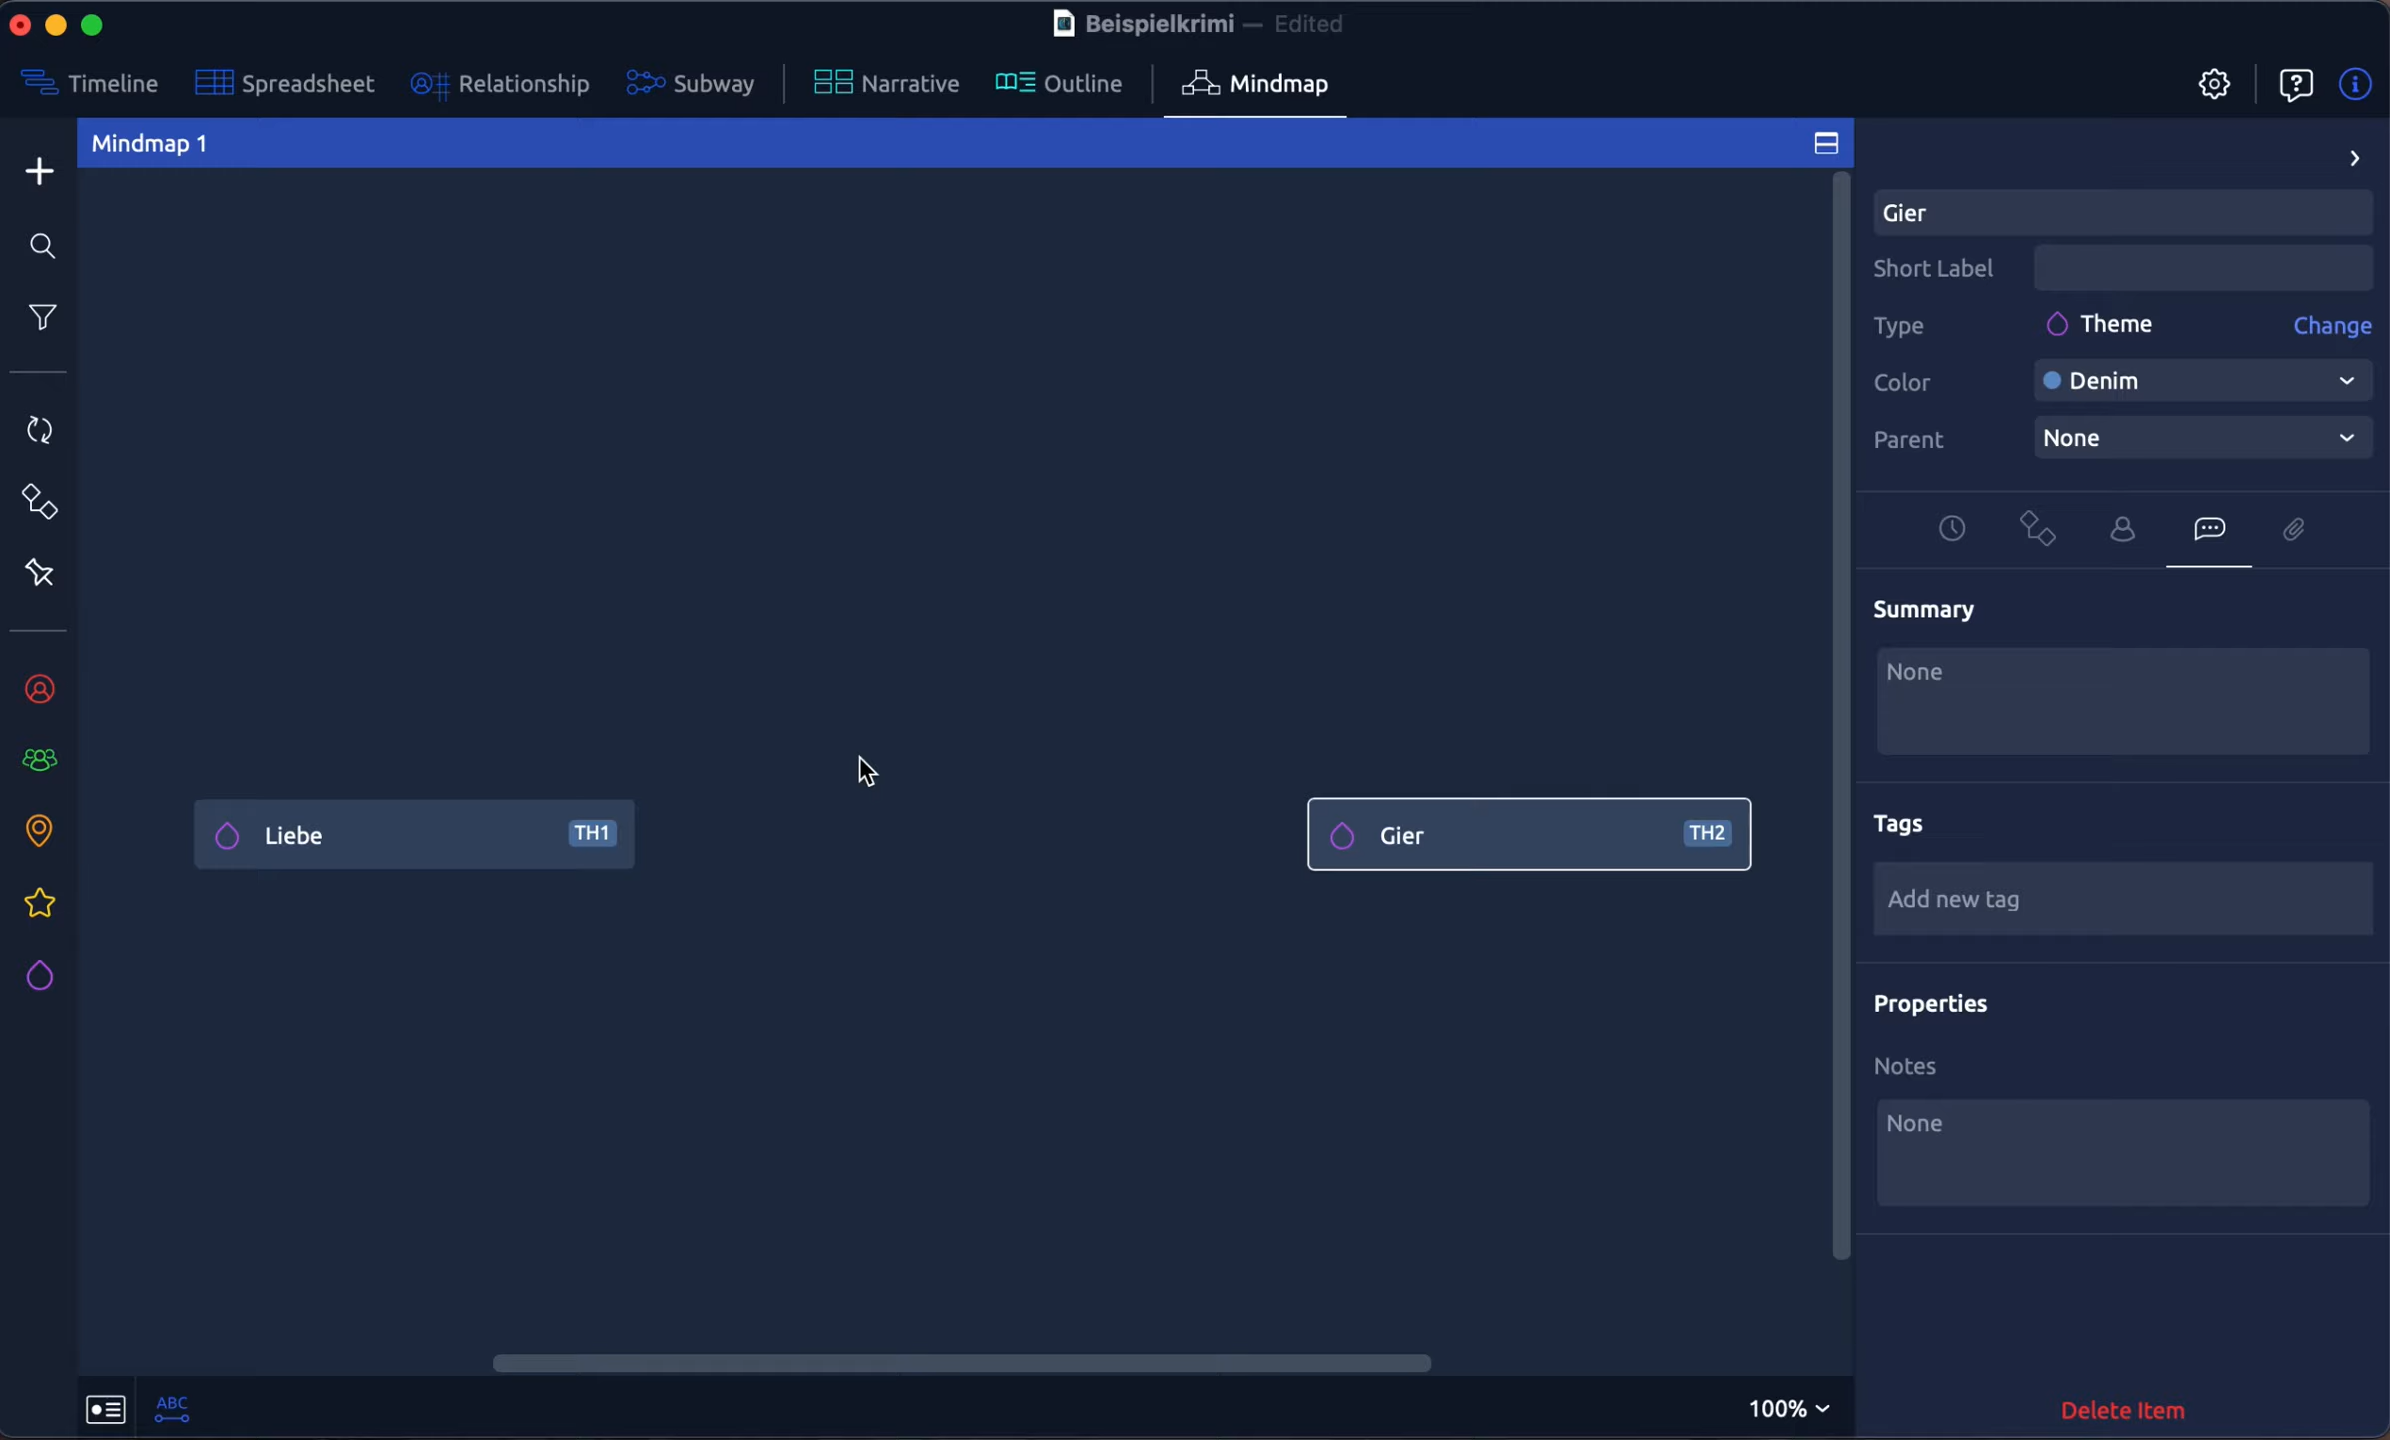 Beispielkrimi — Edited
Timeline Spreadsheet Relationship Subway Narrative Outline Mindmap
Mindmap 1
Liebe TH1
Gier TH2
ABC
100%
Gier
Short Label
Type Theme Change
Color Denim
Parent None
Summary
None
Tags
Add new tag
Properties
Notes
None
Delete Item